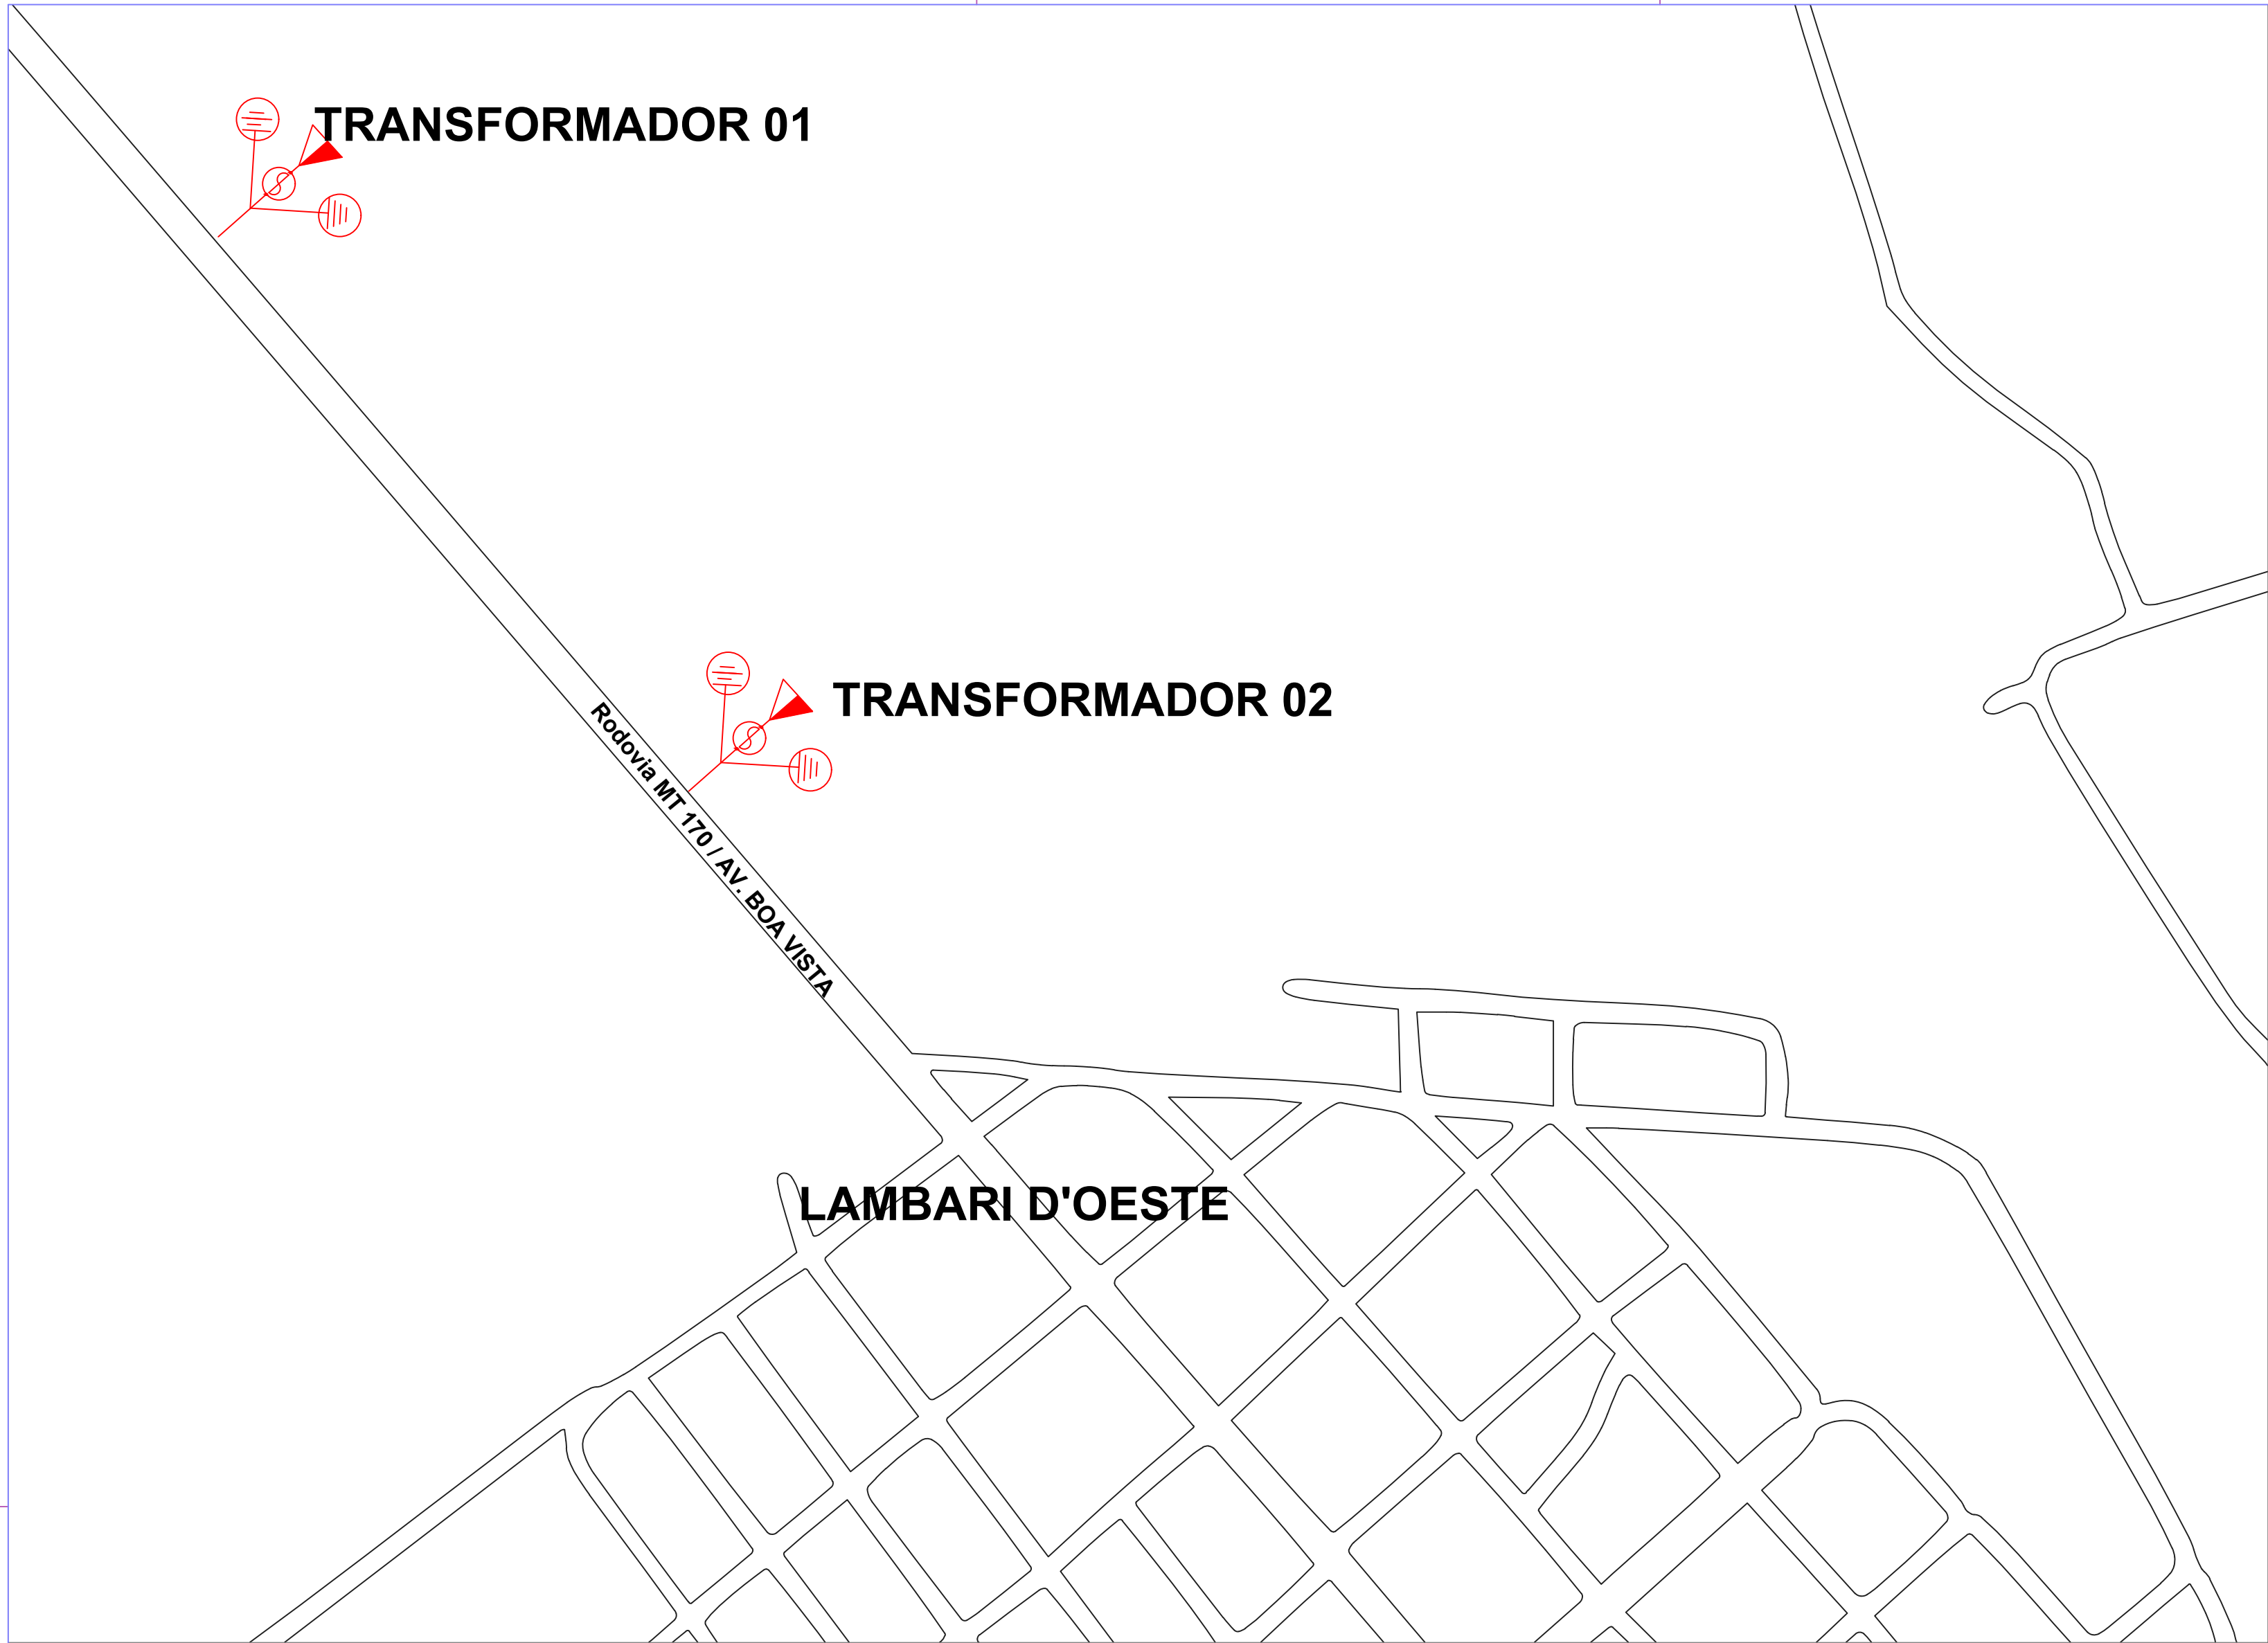 TRANSFORMADOR 01
TRANSFORMADOR 02
Rodovia MT 170 / AV. BOA VISTA
LAMBARI D'OESTE